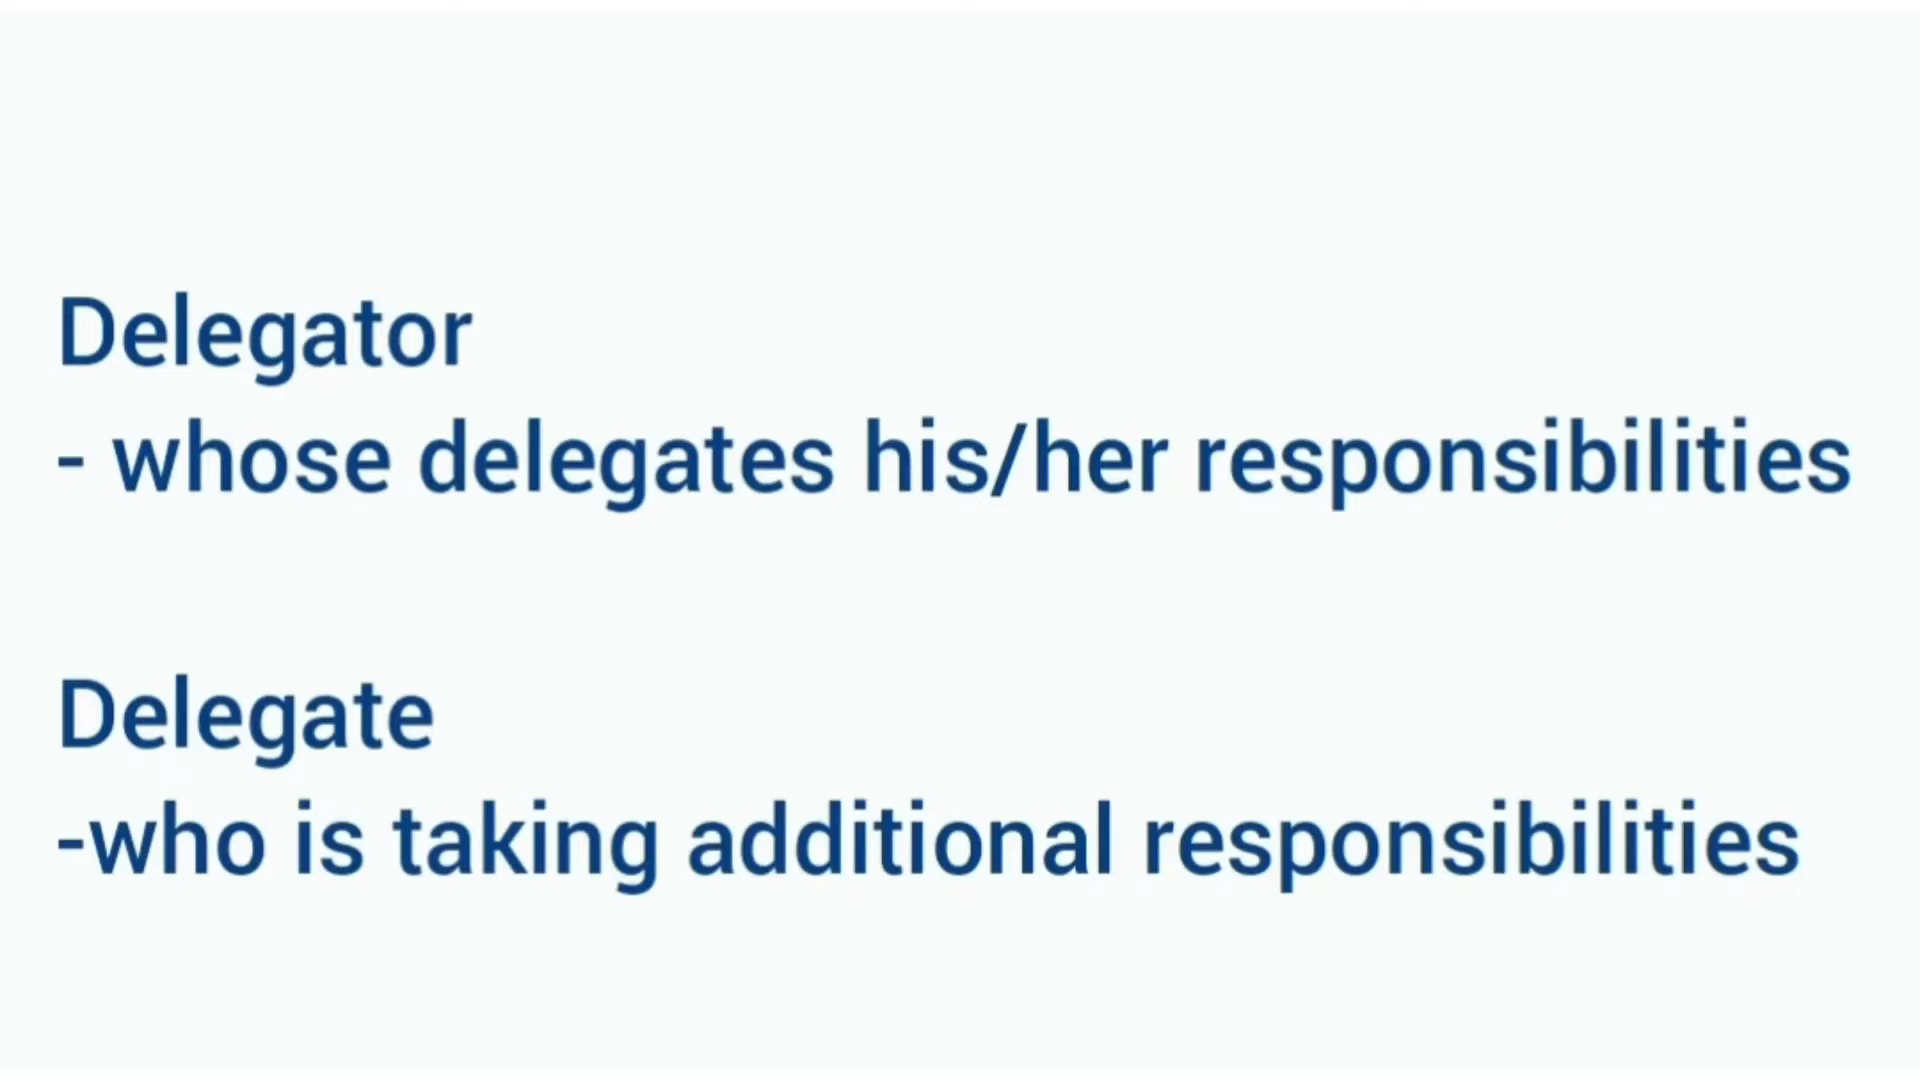 Delegator
- whose delegates his/her responsibilities
Delegate
-who is taking additional responsibilities